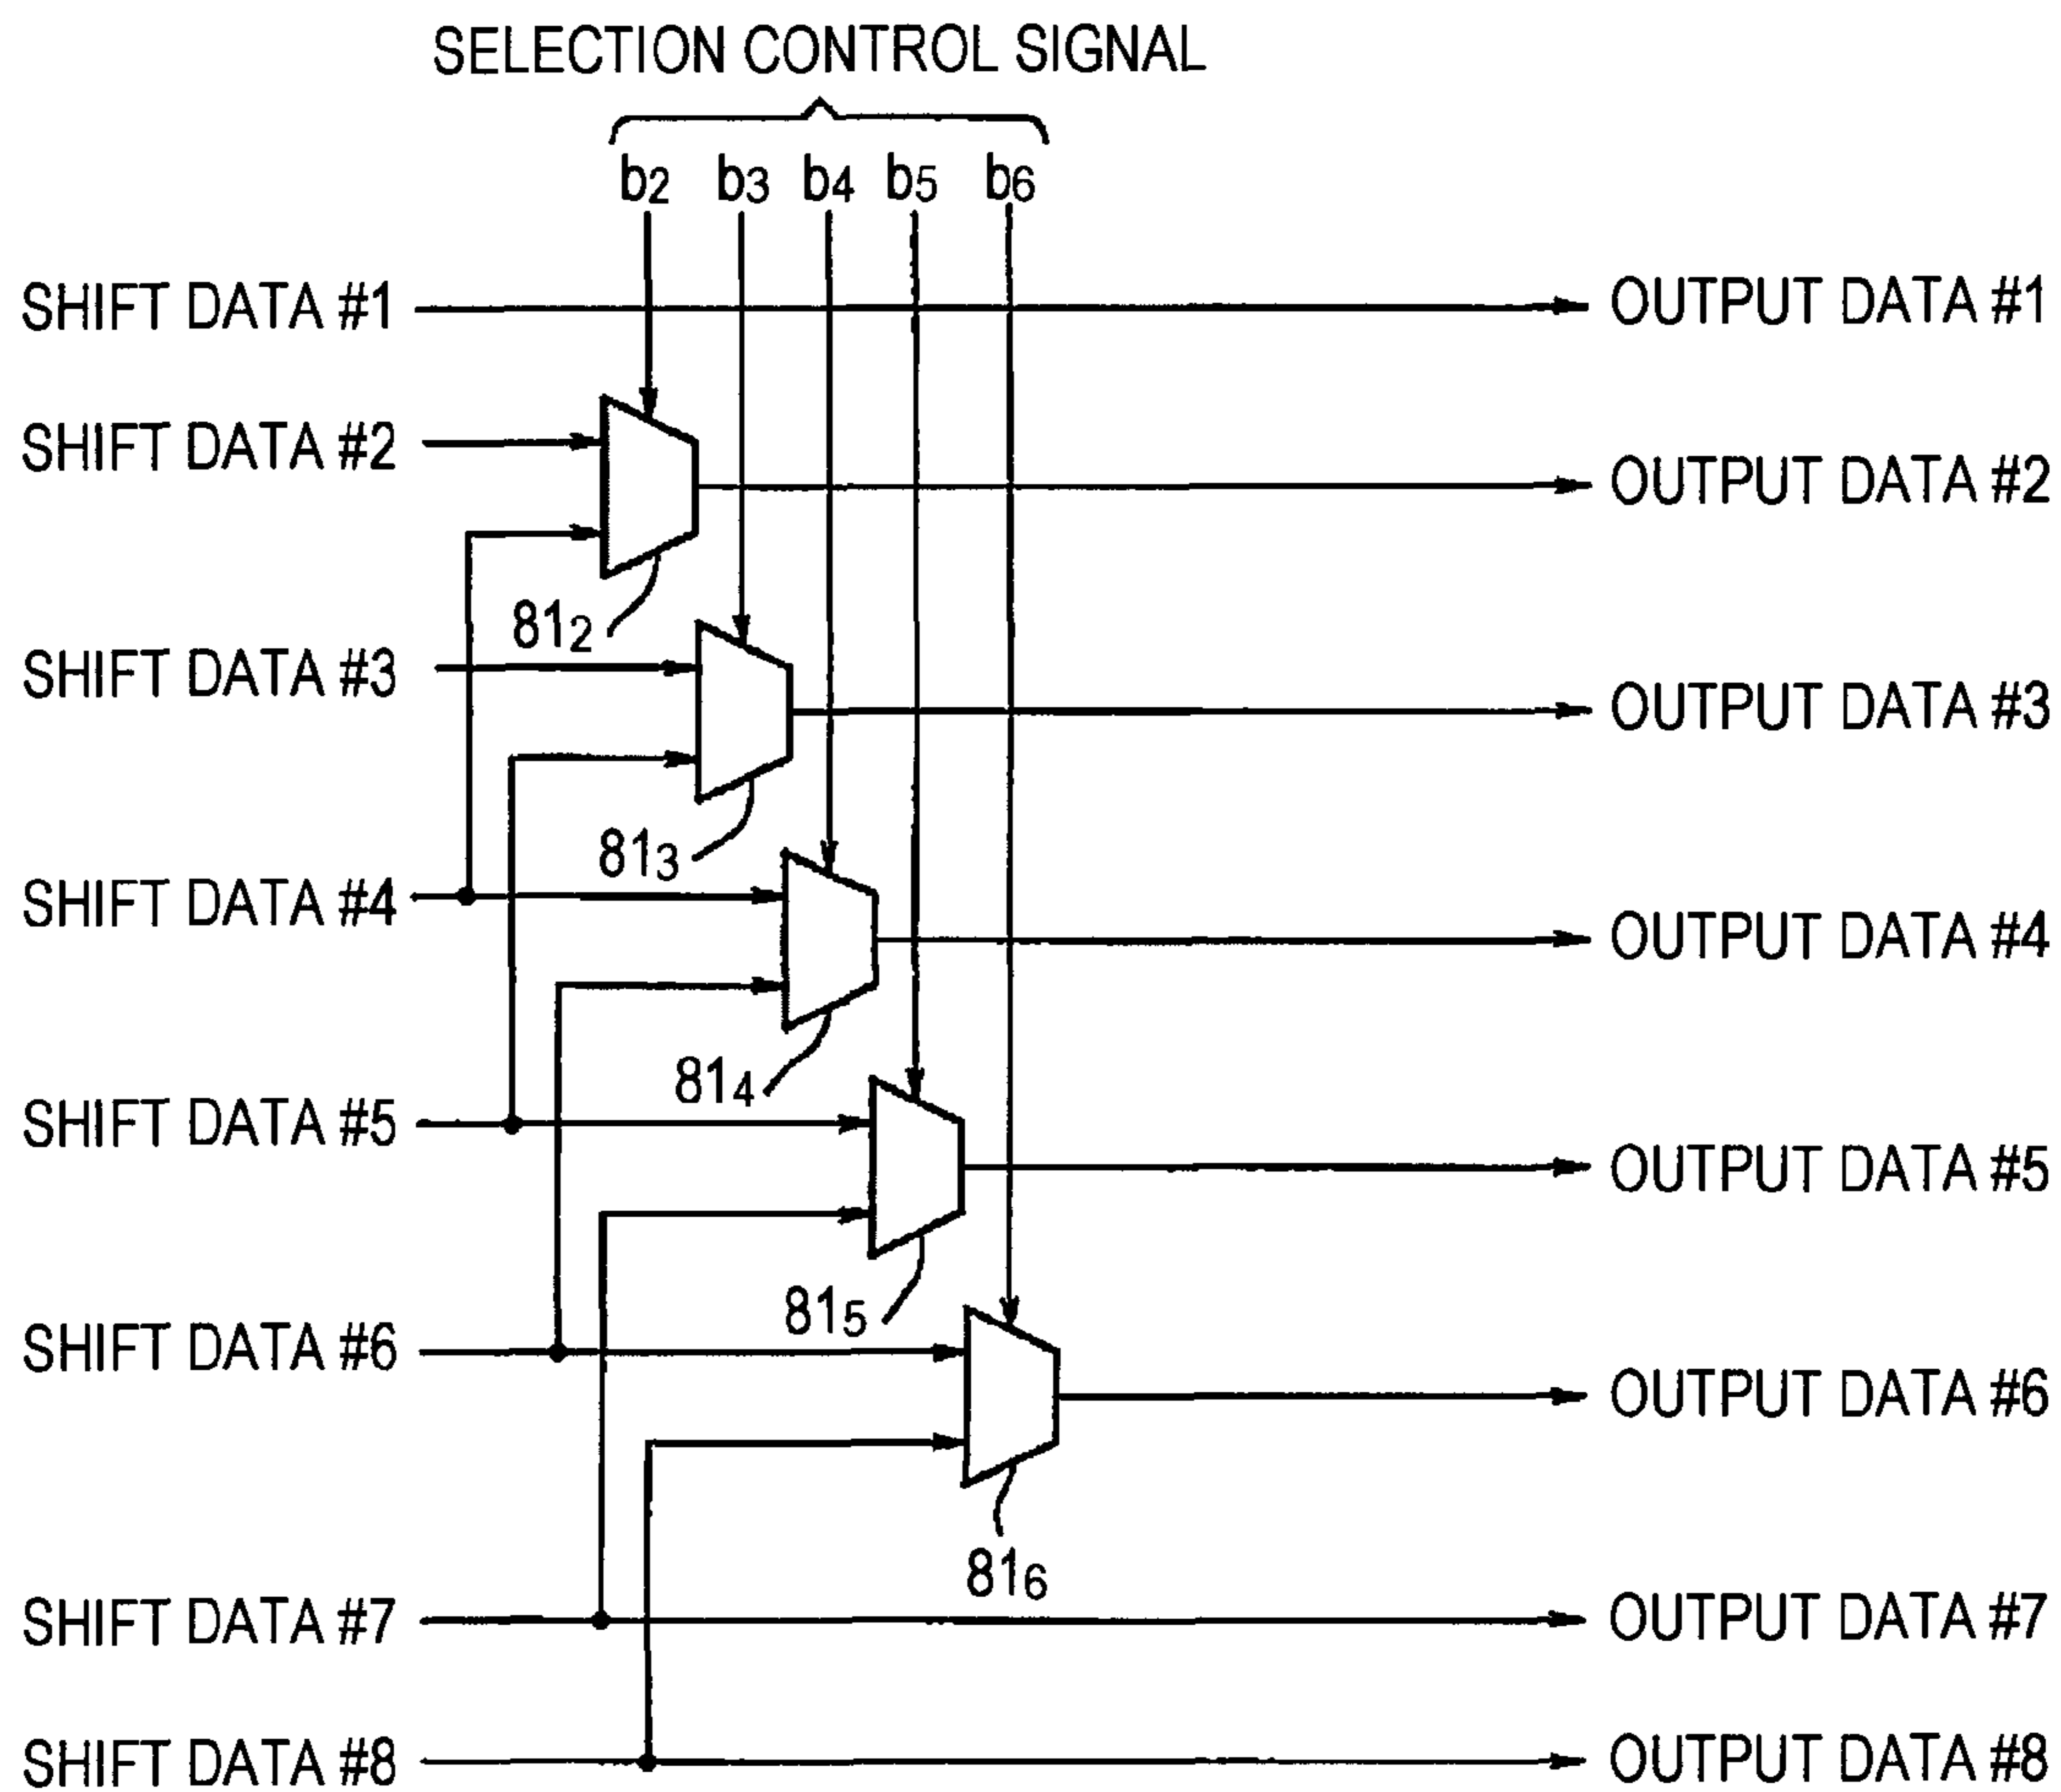 SELECTION CONTROL SIGNAL
b2 b3 b4 b5 b6
SHIFT DATA #1 OUTPUT DATA #1
SHIFT DATA #2 OUTPUT DATA #2
812
SHIFT DATA #3 OUTPUT DATA #3
813
SHIFT DATA #4 OUTPUT DATA #4
814
SHIFT DATA #5 OUTPUT DATA #5
815
SHIFT DATA #6 OUTPUT DATA #6
816
SHIFT DATA #7 OUTPUT DATA #7
SHIFT DATA #8 OUTPUT DATA #8